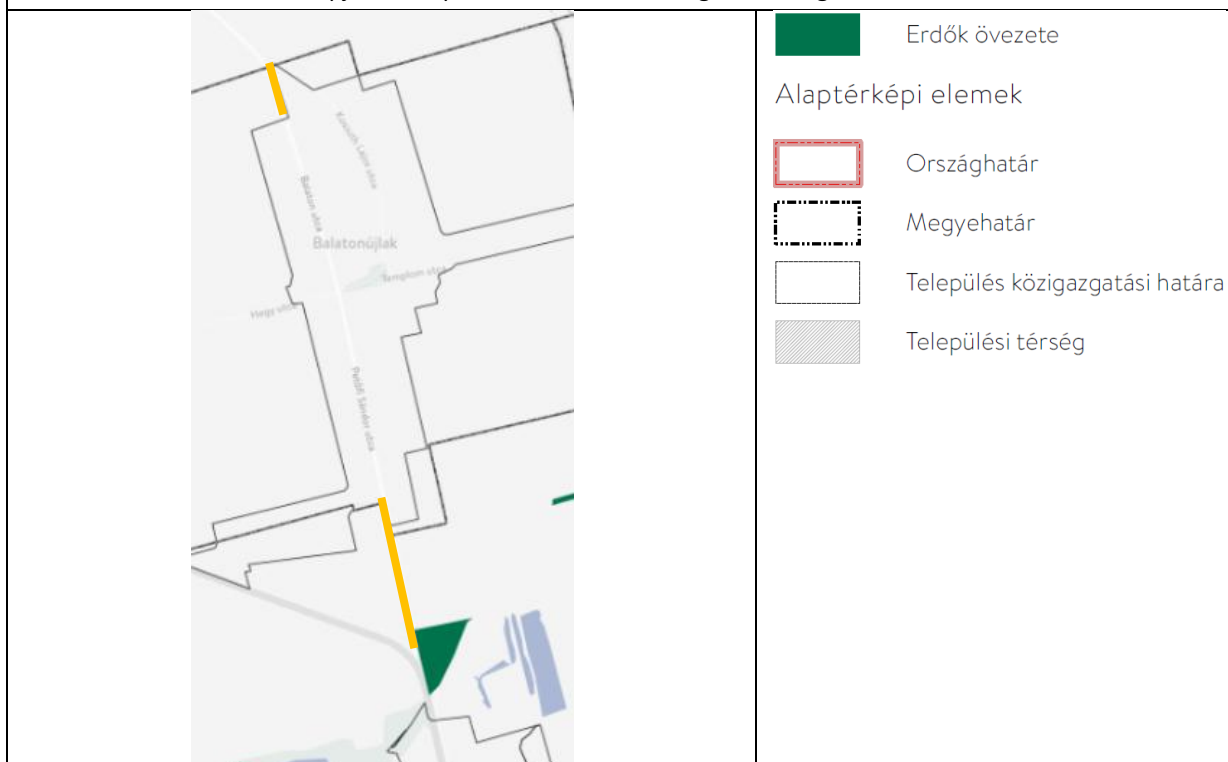 Erdők övezete
Alaptérképi elemek
Országhatár
Megyehatár
Település közigazgatási határa
Települési térség
Kossuth Lajos utca
Balaton utca
Balatonújlak
Templom utca
Hegy utca
Petőfi Sándor utca